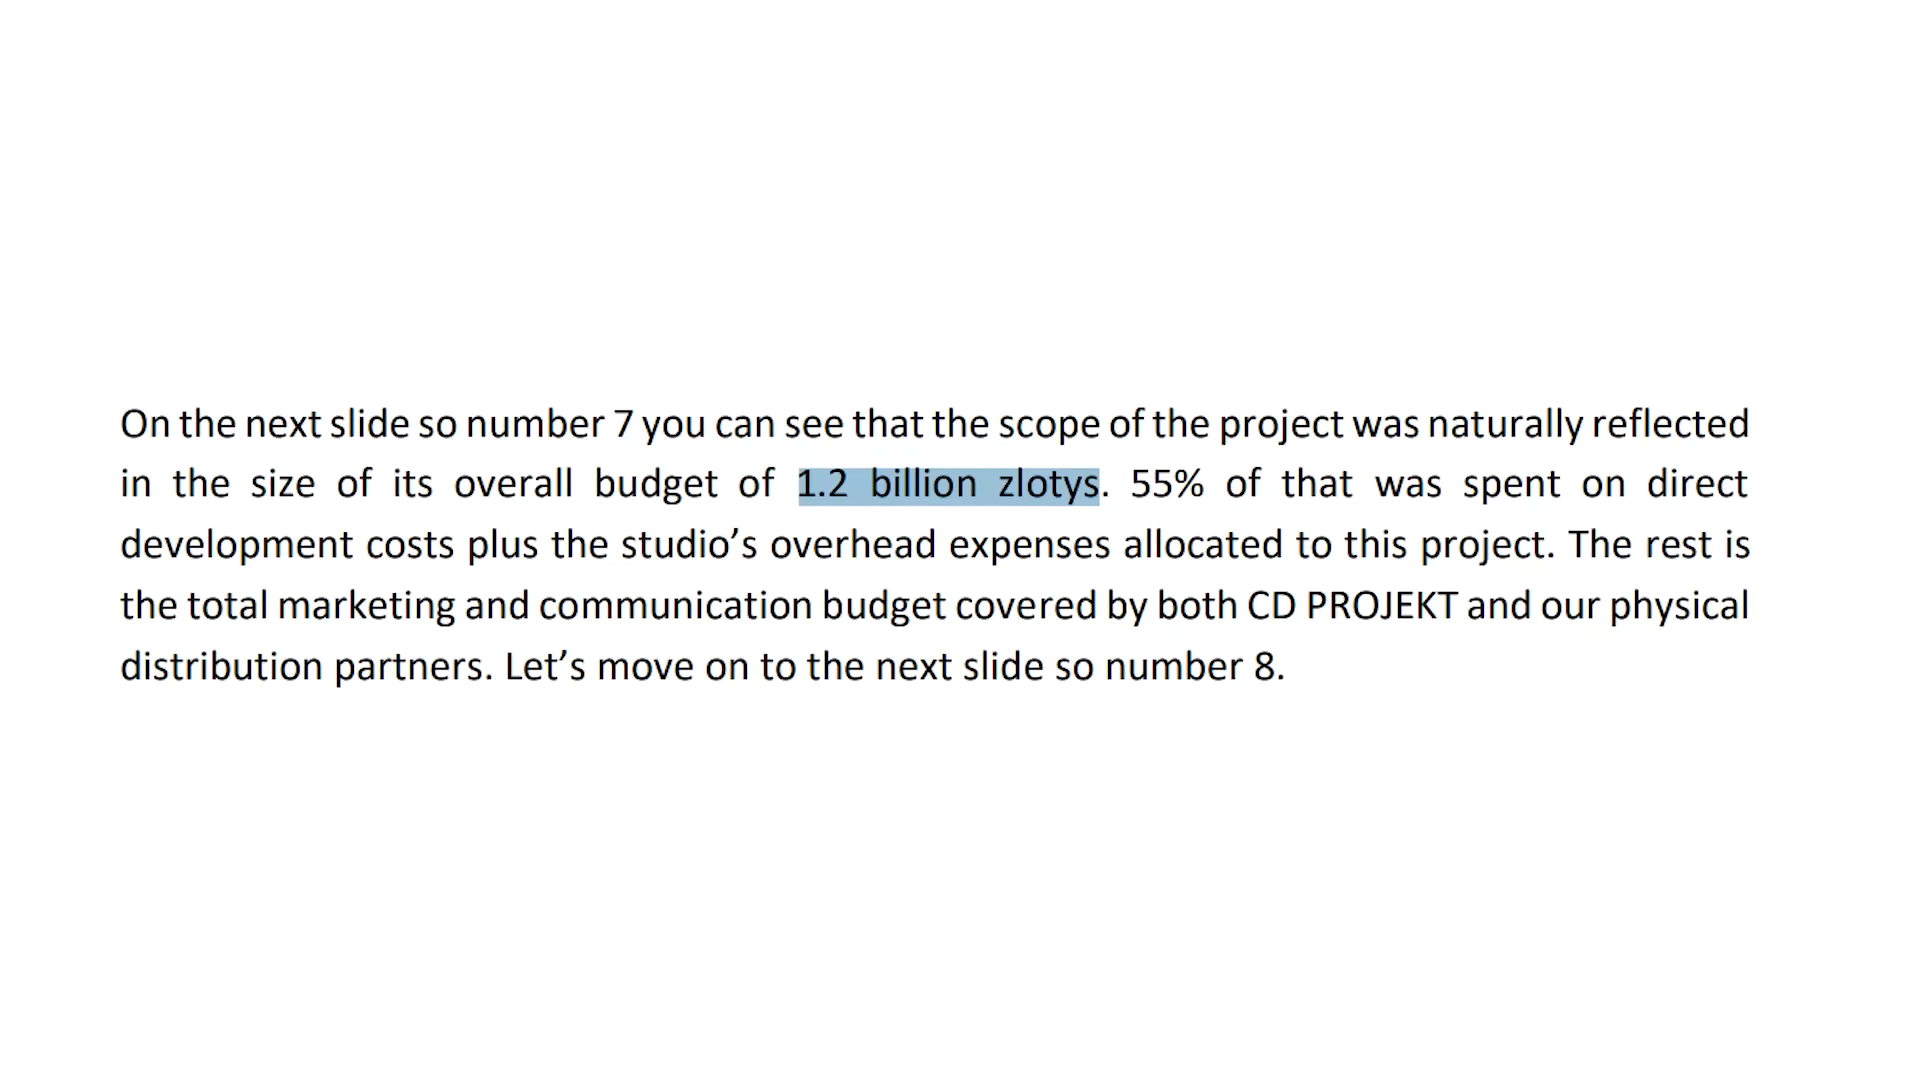 On the next slide so number 7 you can see that the scope of the project was naturally reflected
in the size of its overall budget of 1.2 billion zlotys. 55% of that was spent on direct
development costs plus the studio’s overhead expenses allocated to this project. The rest is
the total marketing and communication budget covered by both CD PROJEKT and our physical
distribution partners. Let’s move on to the next slide so number 8.